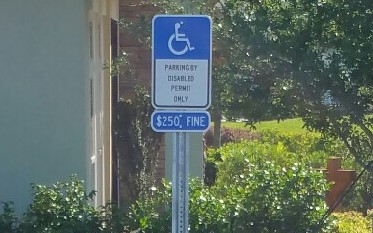 PARKING BY
DISABLED
PERMIT
ONLY
$250. FINE